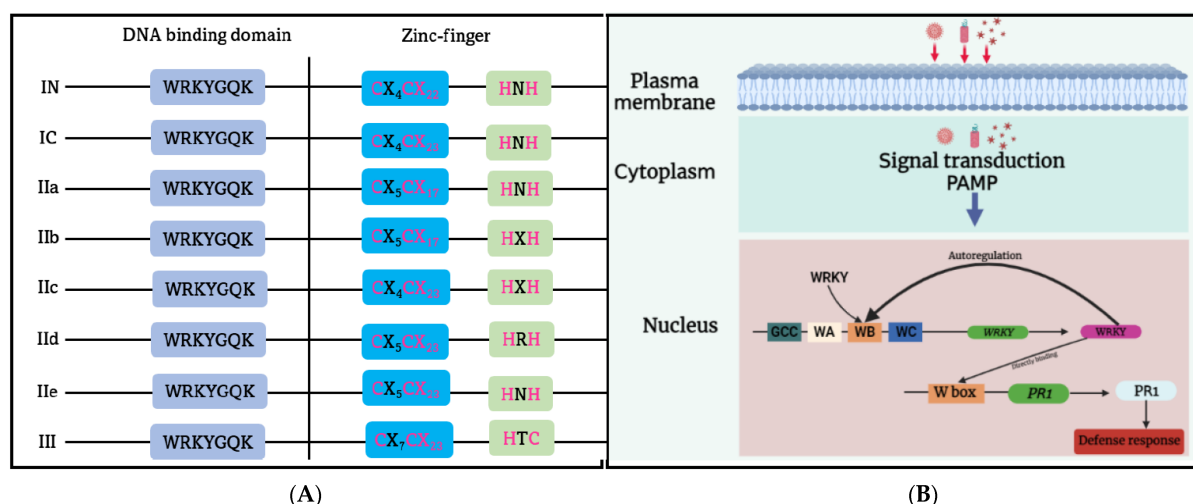 DNA binding domain Zinc-finger
IN WRKYGQK CX₄CX₂₂ HNH
IC WRKYGQK CX₄CX₂₃ HNH
IIa WRKYGQK CX₅CX₂₇ HNH
IIb WRKYGQK CX₅CX₂₇ HXH
IIc WRKYGQK CX₄CX₂₃ HXH
IId WRKYGQK CX₅CX₂₃ HRH
IIe WRKYGQK CX₅CX₂₃ HNH
III WRKYGQK CX₇CX₂₃ HTC
(A)
Plasma
membrane
Cytoplasm
Signal transduction
PAMP
Nucleus
Autoregulation
WRKY
GCC WA WB WC WRKY WRKY
Directly binding
W box PR1 PR1
Defense response
(B)